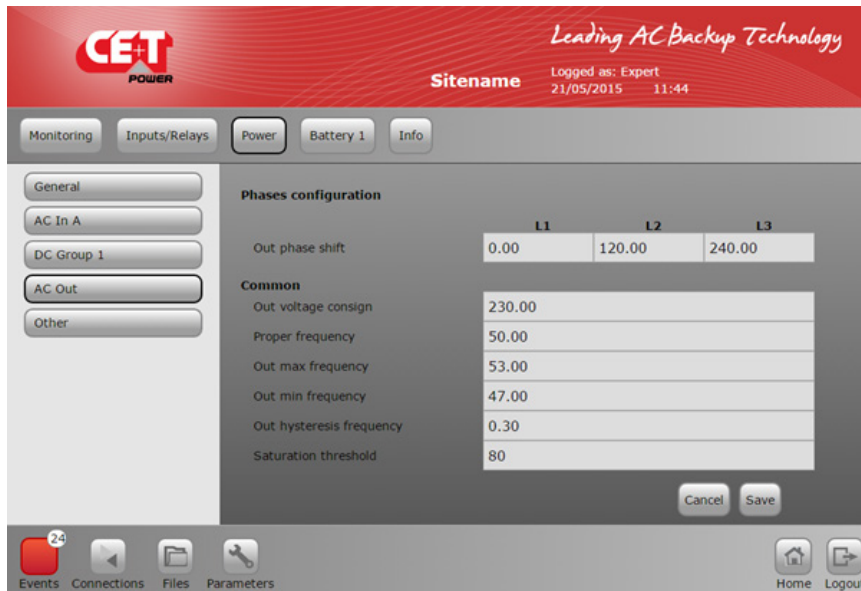 Leading AC Backup Technology
CE+T
POWER
Sitename
Logged as: Expert
21/05/2015 11:44
Monitoring Inputs/Relays Power Battery 1 Info
General
AC In A
DC Group 1
AC Out
Other
Phases configuration
L1 L2 L3
Out phase shift 0.00 120.00 240.00
Common
Out voltage consign 230.00
Proper frequency 50.00
Out max frequency 53.00
Out min frequency 47.00
Out hysteresis frequency 0.30
Saturation threshold 80
Cancel Save
24
Events Connections Files Parameters Home Logout